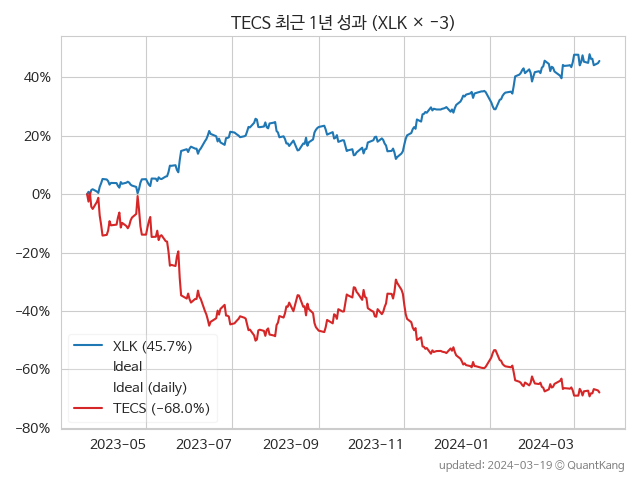 TECS 최근 1년 성과 (XLK × −3)
40%
20%
0%
−20%
−40%
−60%
−80%
XLK (45.7%)
Ideal
Ideal (daily)
TECS (−68.0%)
2023-05 2023-07 2023-09 2023-11 2024-01 2024-03
updated: 2024-03-19 © QuantKang